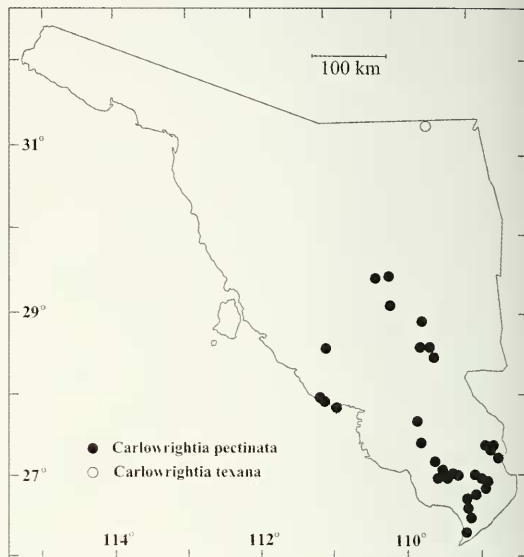 100 km
31°
29°
● Carlowrightia pectinata
○ Carlowrightia texana
27°
114° 112° 110°